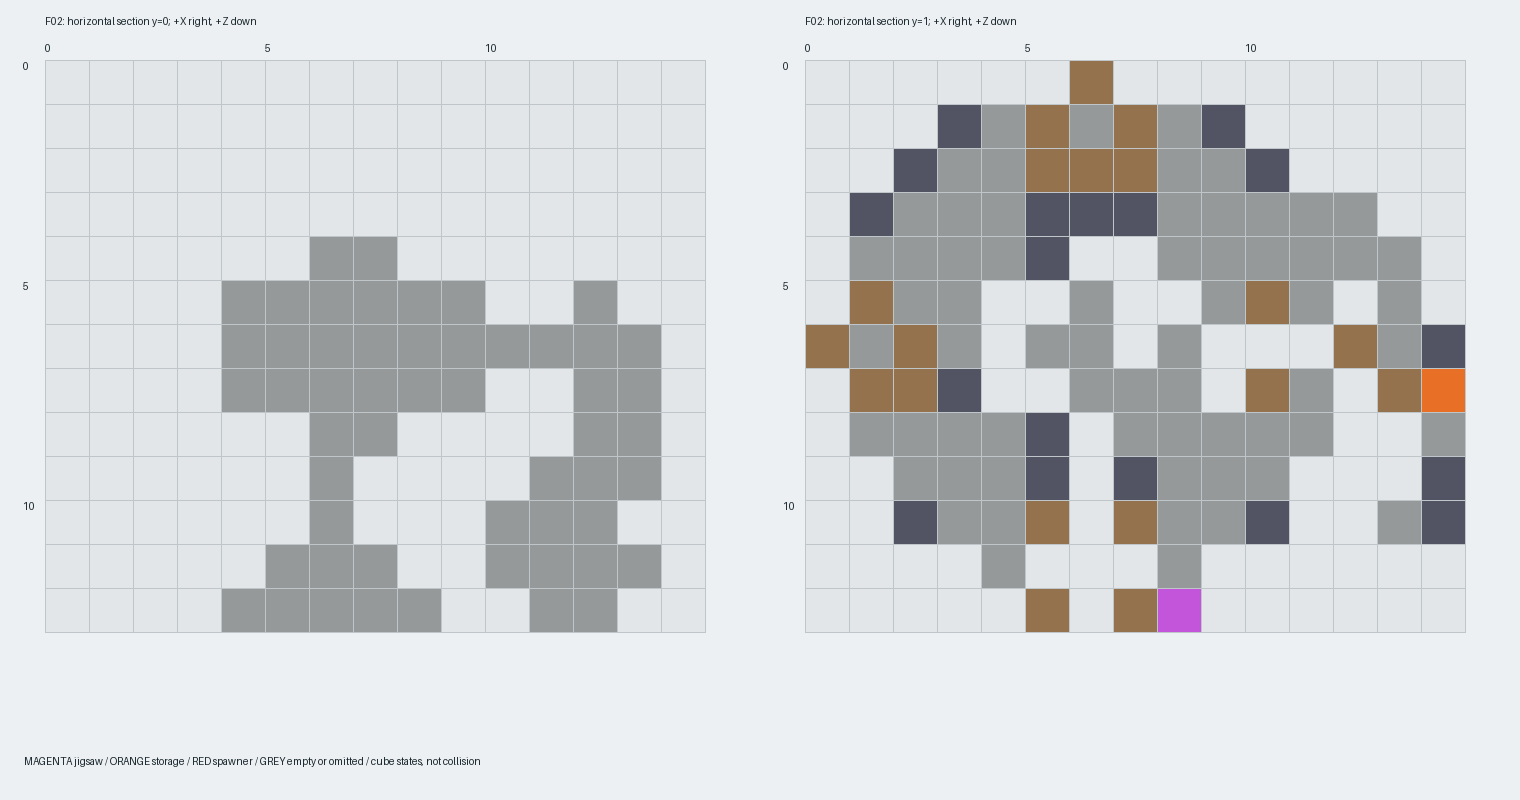 F02: horizontal section y=0; +X right, +Z down
F02: horizontal section y=1; +X right, +Z down
0 5 10
0 5 10
0 0
5 5
10 10
MAGENTA jigsaw / ORANGE storage / RED spawner / GREY empty or omitted / cube states, not collision